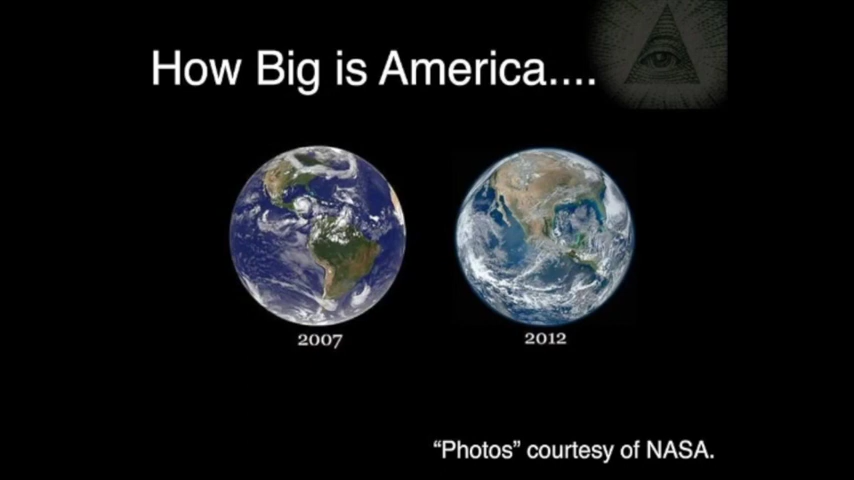 How Big is America....
2007
2012
“Photos” courtesy of NASA.